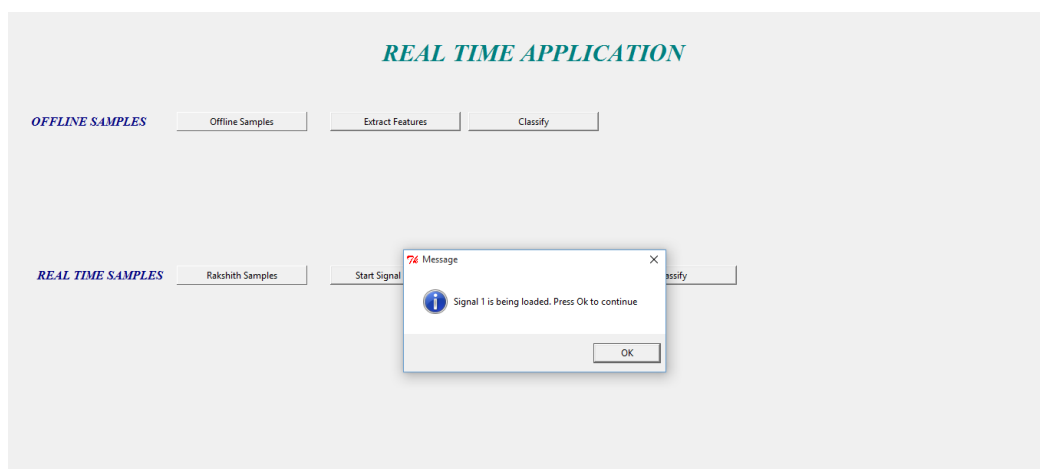 REAL TIME APPLICATION
OFFLINE SAMPLES Offline Samples Extract Features Classify
Message
REAL TIME SAMPLES Rakshith Samples Start Signal assify
Signal 1 is being loaded. Press Ok to continue
OK